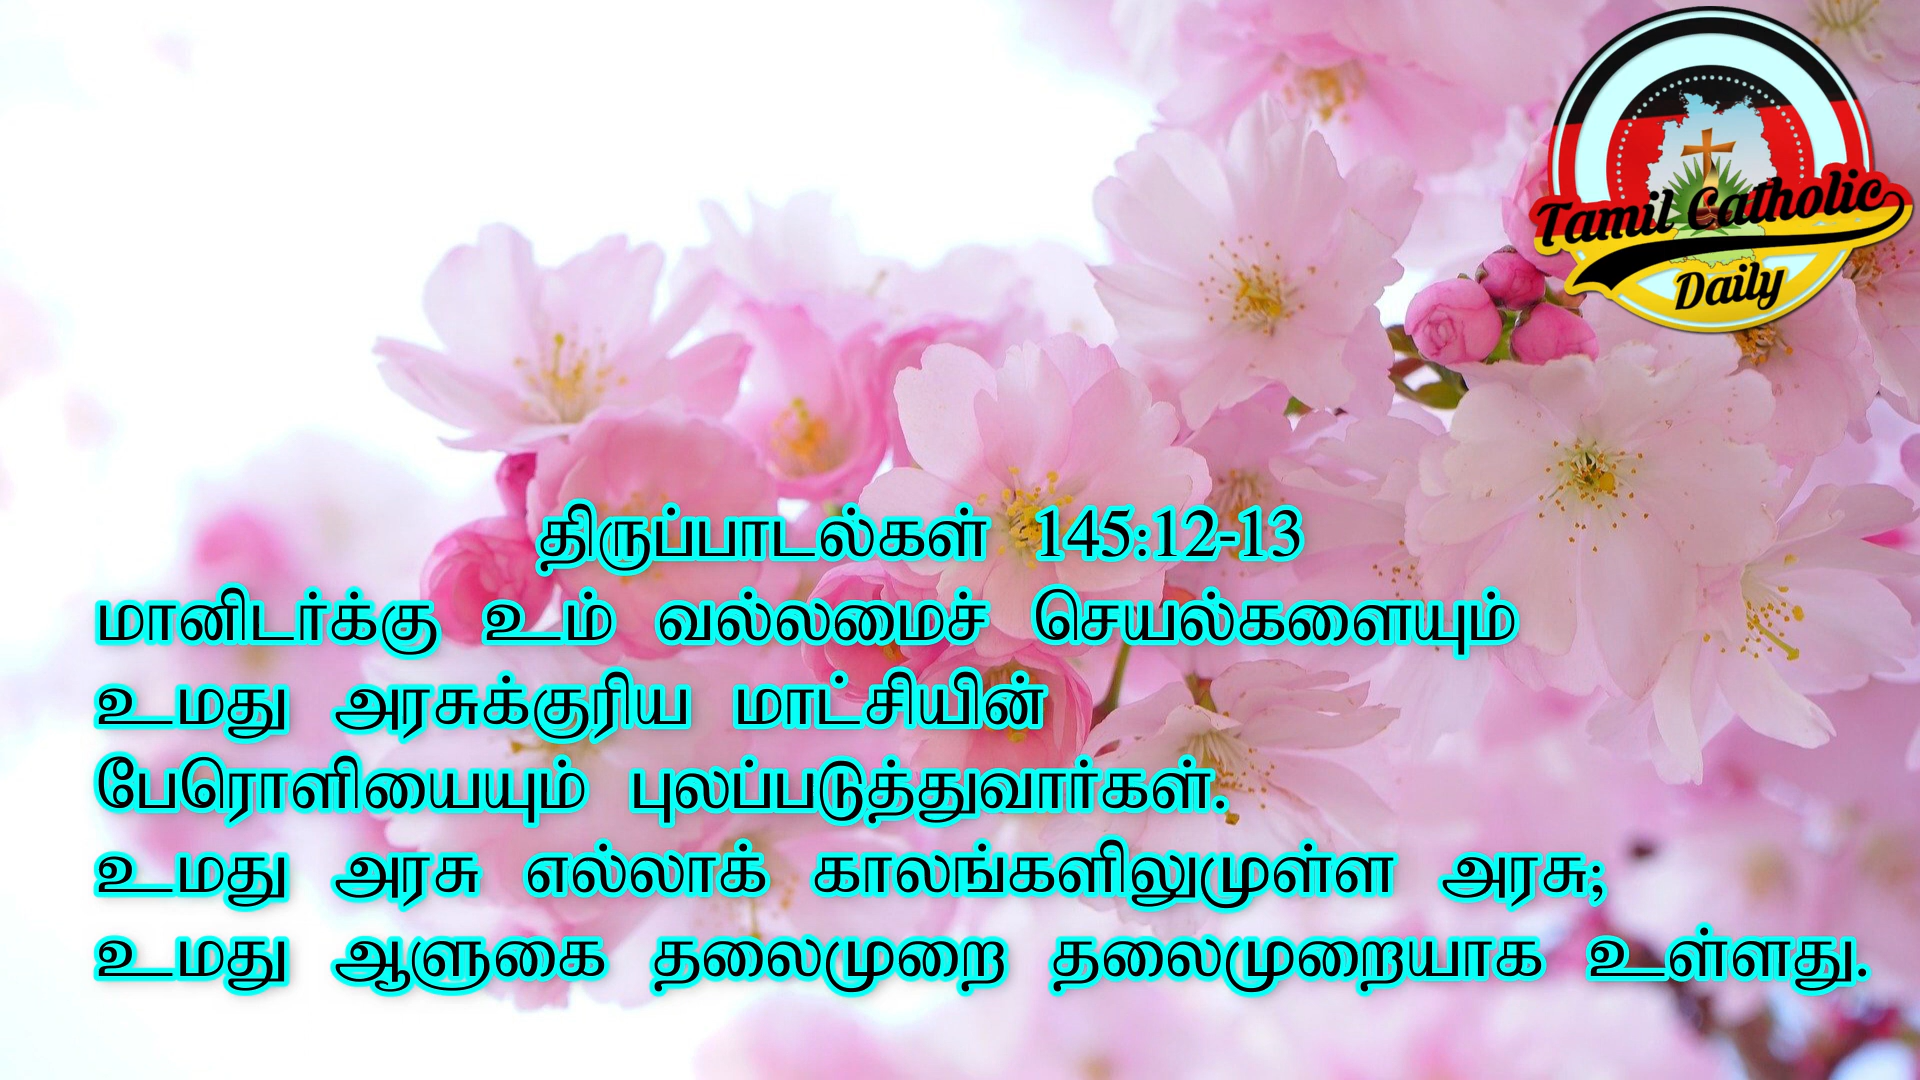 Tamil Catholic
Daily
திருப்பாடல்கள் 145:12-13
மானிடர்க்கு உம் வல்லமைச் செயல்களையும்
உமது அரசுக்குரிய மாட்சியின்
பேரொளியையும் புலப்படுத்துவார்கள்.
உமது அரசு எல்லாக் காலங்களிலுமுள்ள அரசு;
உமது ஆளுகை தலைமுறை தலைமுறையாக உள்ளது.